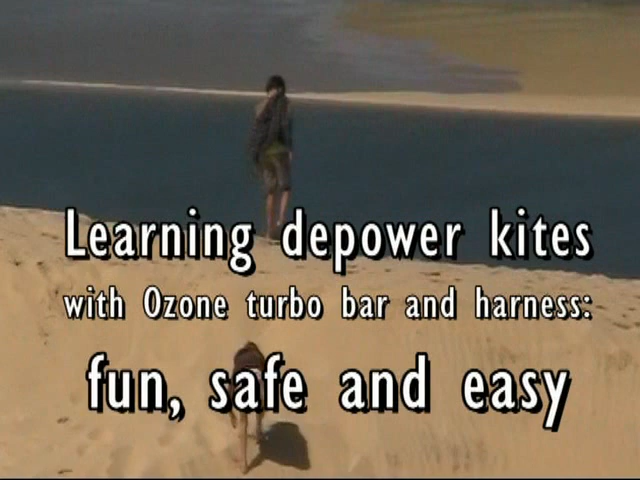 Learning depower kites
with Ozone turbo bar and harness:
fun, safe and easy